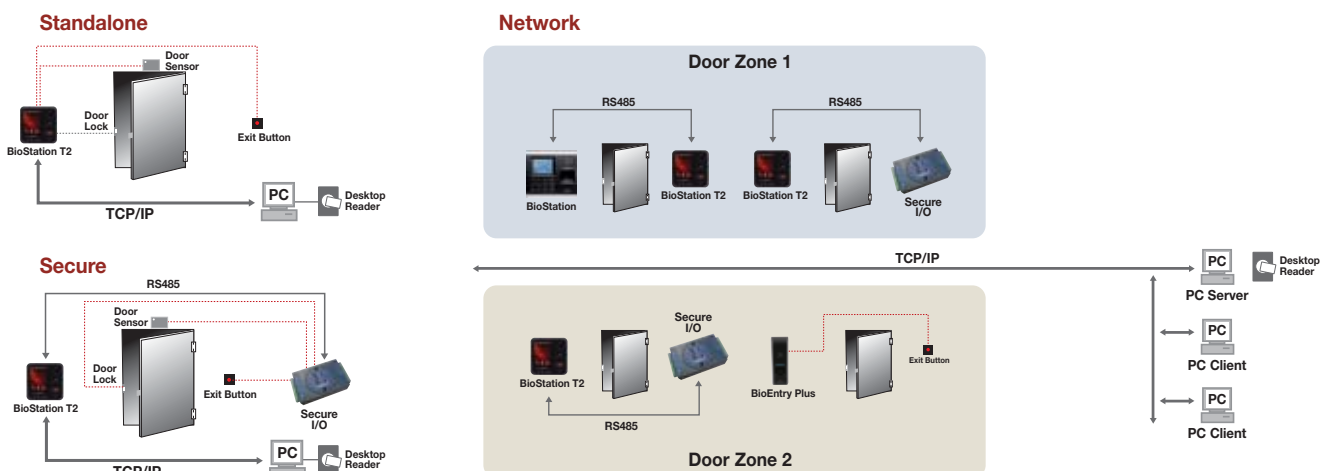 Standalone
Door
Sensor
Door
Lock
BioStation T2
Exit Button
PC
Desktop
Reader
TCP/IP
Secure
RS485
Door
Sensor
Door
Lock
BioStation T2
Exit Button
Secure
I/O
PC
Desktop
Reader
TCP/IP
Network
Door Zone 1
RS485
RS485
BioStation
BioStation T2
BioStation T2
Secure
I/O
TCP/IP
PC
Desktop
Reader
PC Server
PC
PC Client
PC
PC Client
Secure
I/O
BioStation T2
BioEntry Plus
Exit Button
RS485
Door Zone 2